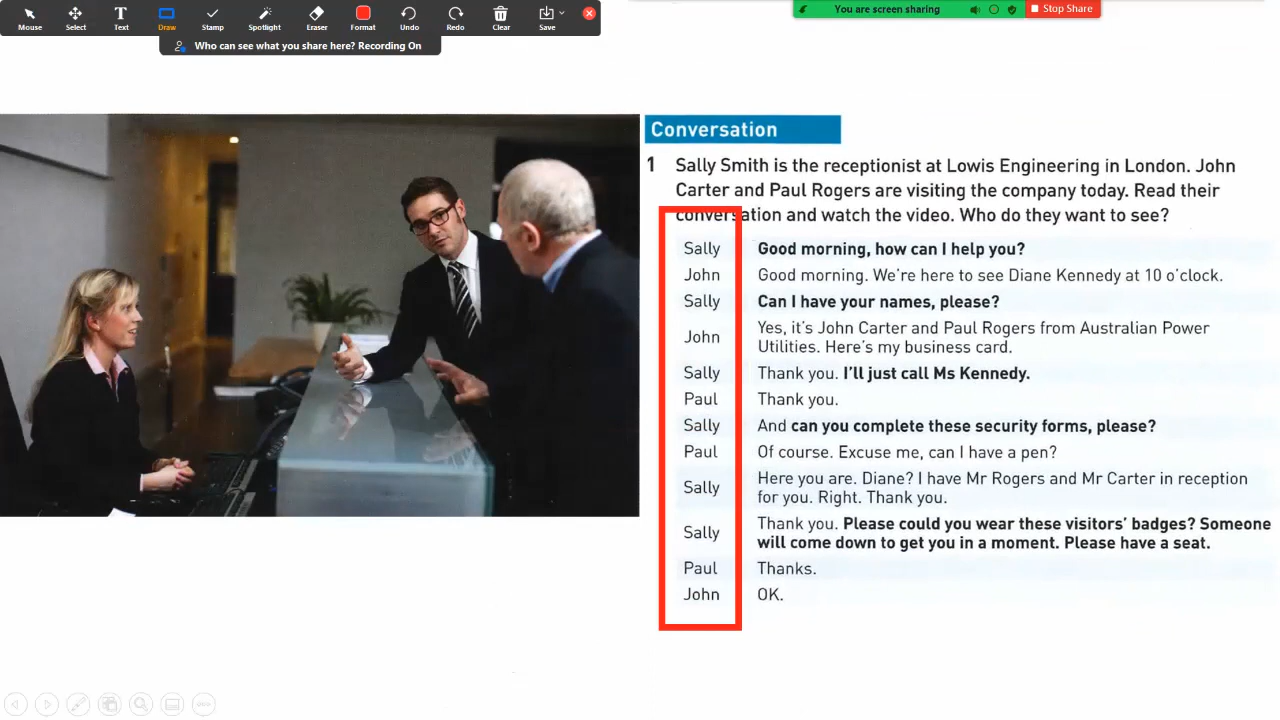 Mouse Select Text Draw Stamp Spotlight Eraser Format Undo Redo Clear Save
Who can see what you share here? Recording On
You are screen sharing Stop Share
Conversation
1 Sally Smith is the receptionist at Lowis Engineering in London. John
Carter and Paul Rogers are visiting the company today. Read their
conversation and watch the video. Who do they want to see?
Sally Good morning, how can I help you?
John Good morning. We're here to see Diane Kennedy at 10 o'clock.
Sally Can I have your names, please?
John Yes, it's John Carter and Paul Rogers from Australian Power
Utilities. Here's my business card.
Sally Thank you. I'll just call Ms Kennedy.
Paul Thank you.
Sally And can you complete these security forms, please?
Paul Of course. Excuse me, can I have a pen?
Sally Here you are. Diane? I have Mr Rogers and Mr Carter in reception
for you. Right. Thank you.
Sally Thank you. Please could you wear these visitors' badges? Someone
will come down to get you in a moment. Please have a seat.
Paul Thanks.
John OK.